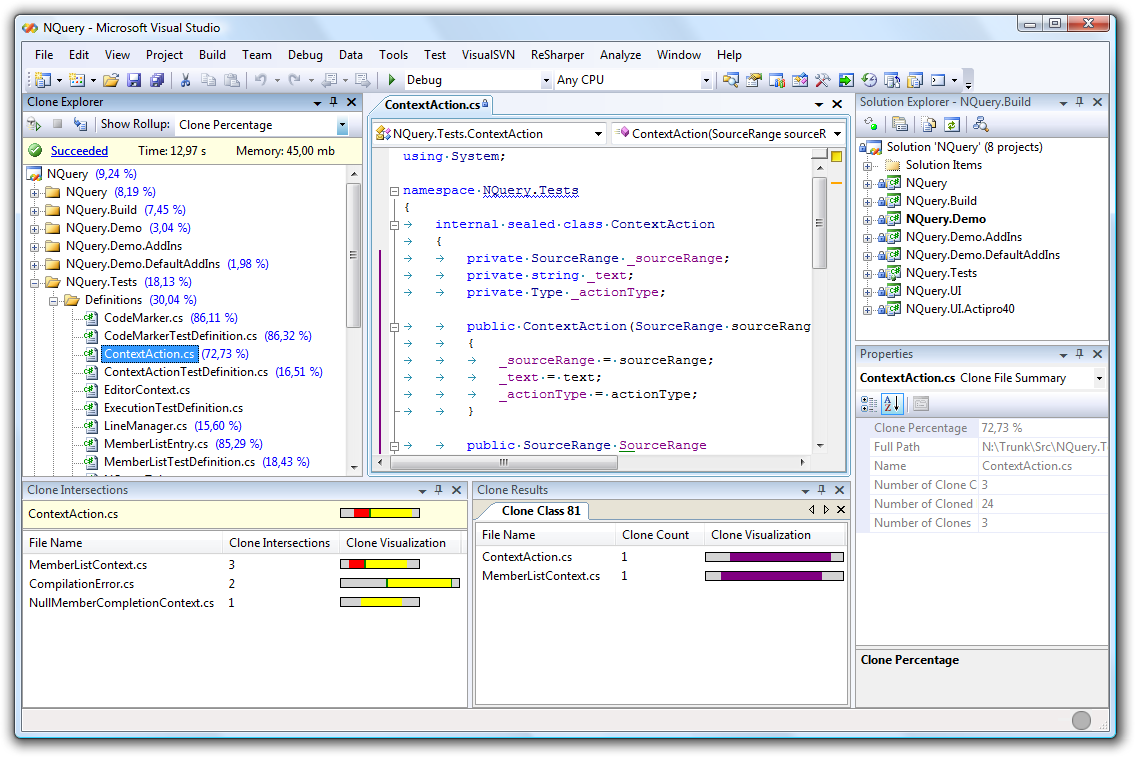 NQuery - Microsoft Visual Studio
File Edit View Project Build Team Debug Data Tools Test VisualSVN ReSharper Analyze Window Help
Debug Any CPU
Clone Explorer
Show Rollup: Clone Percentage
Succeeded Time: 12,97 s Memory: 45,00 mb
NQuery (9,24 %)
NQuery (8,19 %)
NQuery.Build (7,45 %)
NQuery.Demo (3,04 %)
NQuery.Demo.AddIns
NQuery.Demo.DefaultAddIns (1,98 %)
NQuery.Tests (18,13 %)
Definitions (30,04 %)
CodeMarker.cs (86,11 %)
CodeMarkerTestDefinition.cs (86,32 %)
ContextAction.cs (72,73 %)
ContextActionTestDefinition.cs (16,51 %)
EditorContext.cs
ExecutionTestDefinition.cs
LineManager.cs (15,60 %)
MemberListEntry.cs (85,29 %)
MemberListTestDefinition.cs (18,43 %)
ContextAction.cs
NQuery.Tests.ContextAction ContextAction(SourceRange sourceR
using System;
namespace NQuery.Tests
{
internal sealed class ContextAction
{
private SourceRange _sourceRange;
private string _text;
private Type _actionType;
public ContextAction(SourceRange sourceRang
{
_sourceRange = sourceRange;
_text = text;
_actionType = actionType;
}
public SourceRange SourceRange
Solution Explorer - NQuery.Build
Solution 'NQuery' (8 projects)
Solution Items
NQuery
NQuery.Build
NQuery.Demo
NQuery.Demo.AddIns
NQuery.Demo.DefaultAddIns
NQuery.Tests
NQuery.UI
NQuery.UI.Actipro40
Properties
ContextAction.cs Clone File Summary
Clone Percentage 72,73 %
Full Path N:\Trunk\Src\NQuery.T
Name ContextAction.cs
Number of Clone C 3
Number of Cloned 24
Number of Clones 3
Clone Percentage
Clone Intersections
ContextAction.cs
File Name Clone Intersections Clone Visualization
MemberListContext.cs 3
CompilationError.cs 2
NullMemberCompletionContext.cs 1
Clone Results
Clone Class 81
File Name Clone Count Clone Visualization
ContextAction.cs 1
MemberListContext.cs 1